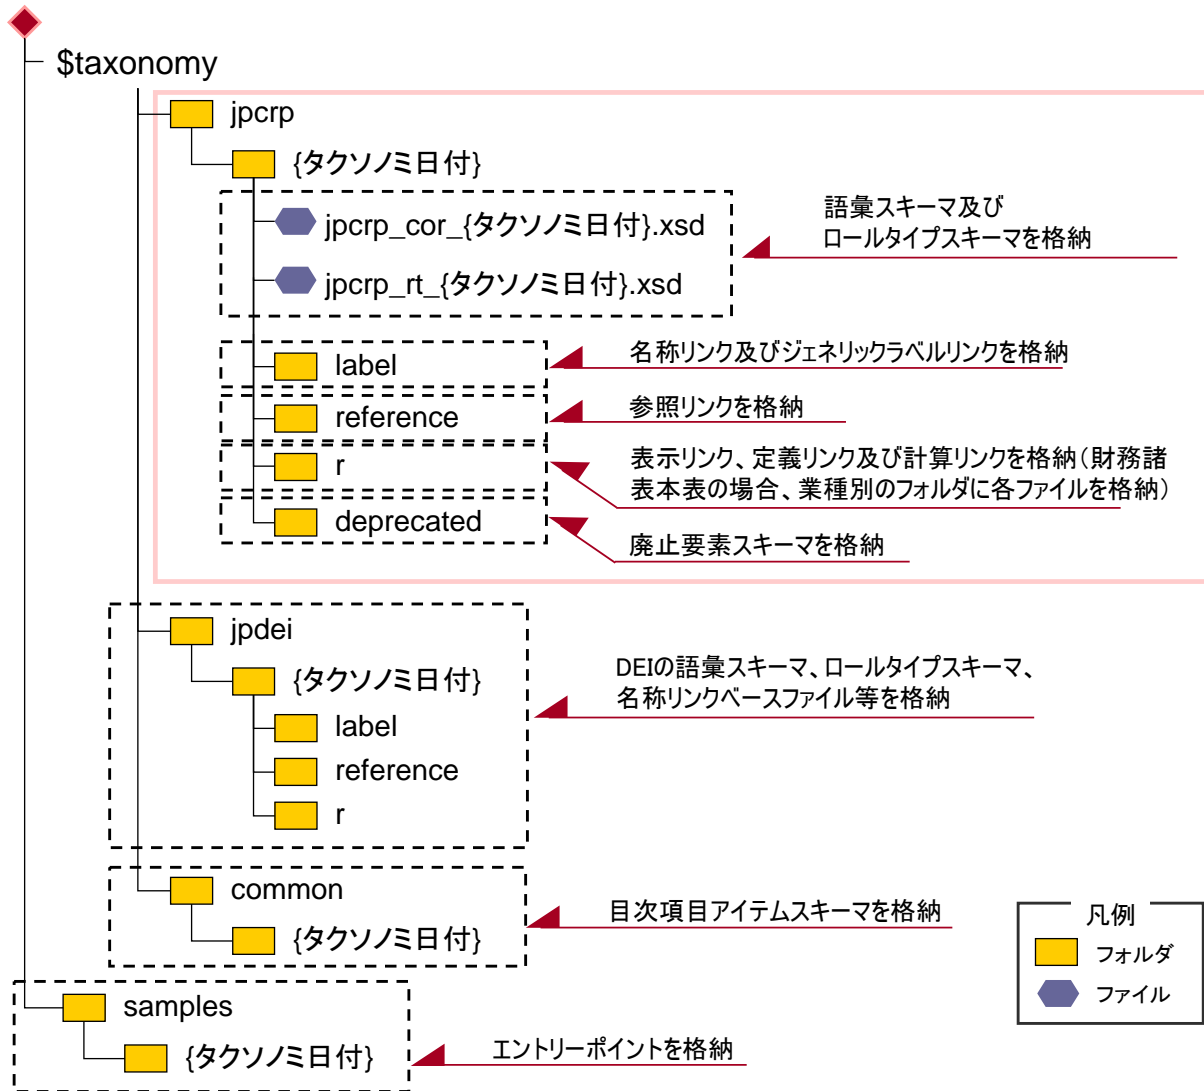 $taxonomy
jpcrp
{タクソノミ日付}
jpcrp_cor_{タクソノミ日付}.xsd
jpcrp_rt_{タクソノミ日付}.xsd
語彙スキーマ及び
ロールタイプスキーマを格納
label
名称リンク及びジェネリックラベルリンクを格納
reference
参照リンクを格納
r
表示リンク、定義リンク及び計算リンクを格納(財務諸
表本表の場合、業種別のフォルダに各ファイルを格納)
deprecated
廃止要素スキーマを格納
jpdei
{タクソノミ日付}
label
reference
r
DEIの語彙スキーマ、ロールタイプスキーマ、
名称リンクベースファイル等を格納
common
{タクソノミ日付}
目次項目アイテムスキーマを格納
samples
{タクソノミ日付}
エントリーポイントを格納
凡例
フォルダ
ファイル